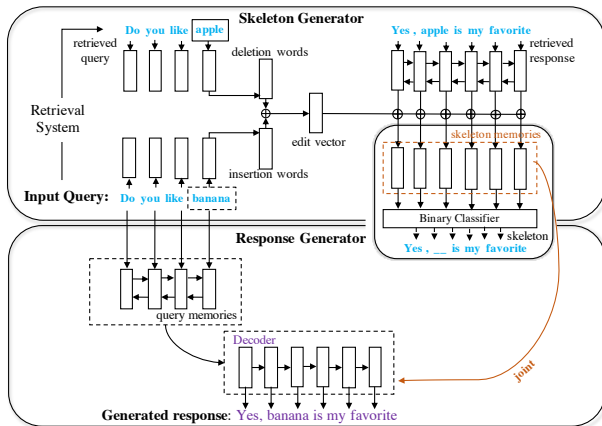 Skeleton Generator
Do you like apple
Yes , apple is my favorite
retrieved
query
deletion words
retrieved
response
Retrieval
System
edit vector
skeleton memories
insertion words
Input Query: Do you like banana
Binary Classifier
skeleton
Yes , __ is my favorite
Response Generator
query memories
Decoder
joint
Generated response: Yes, banana is my favorite